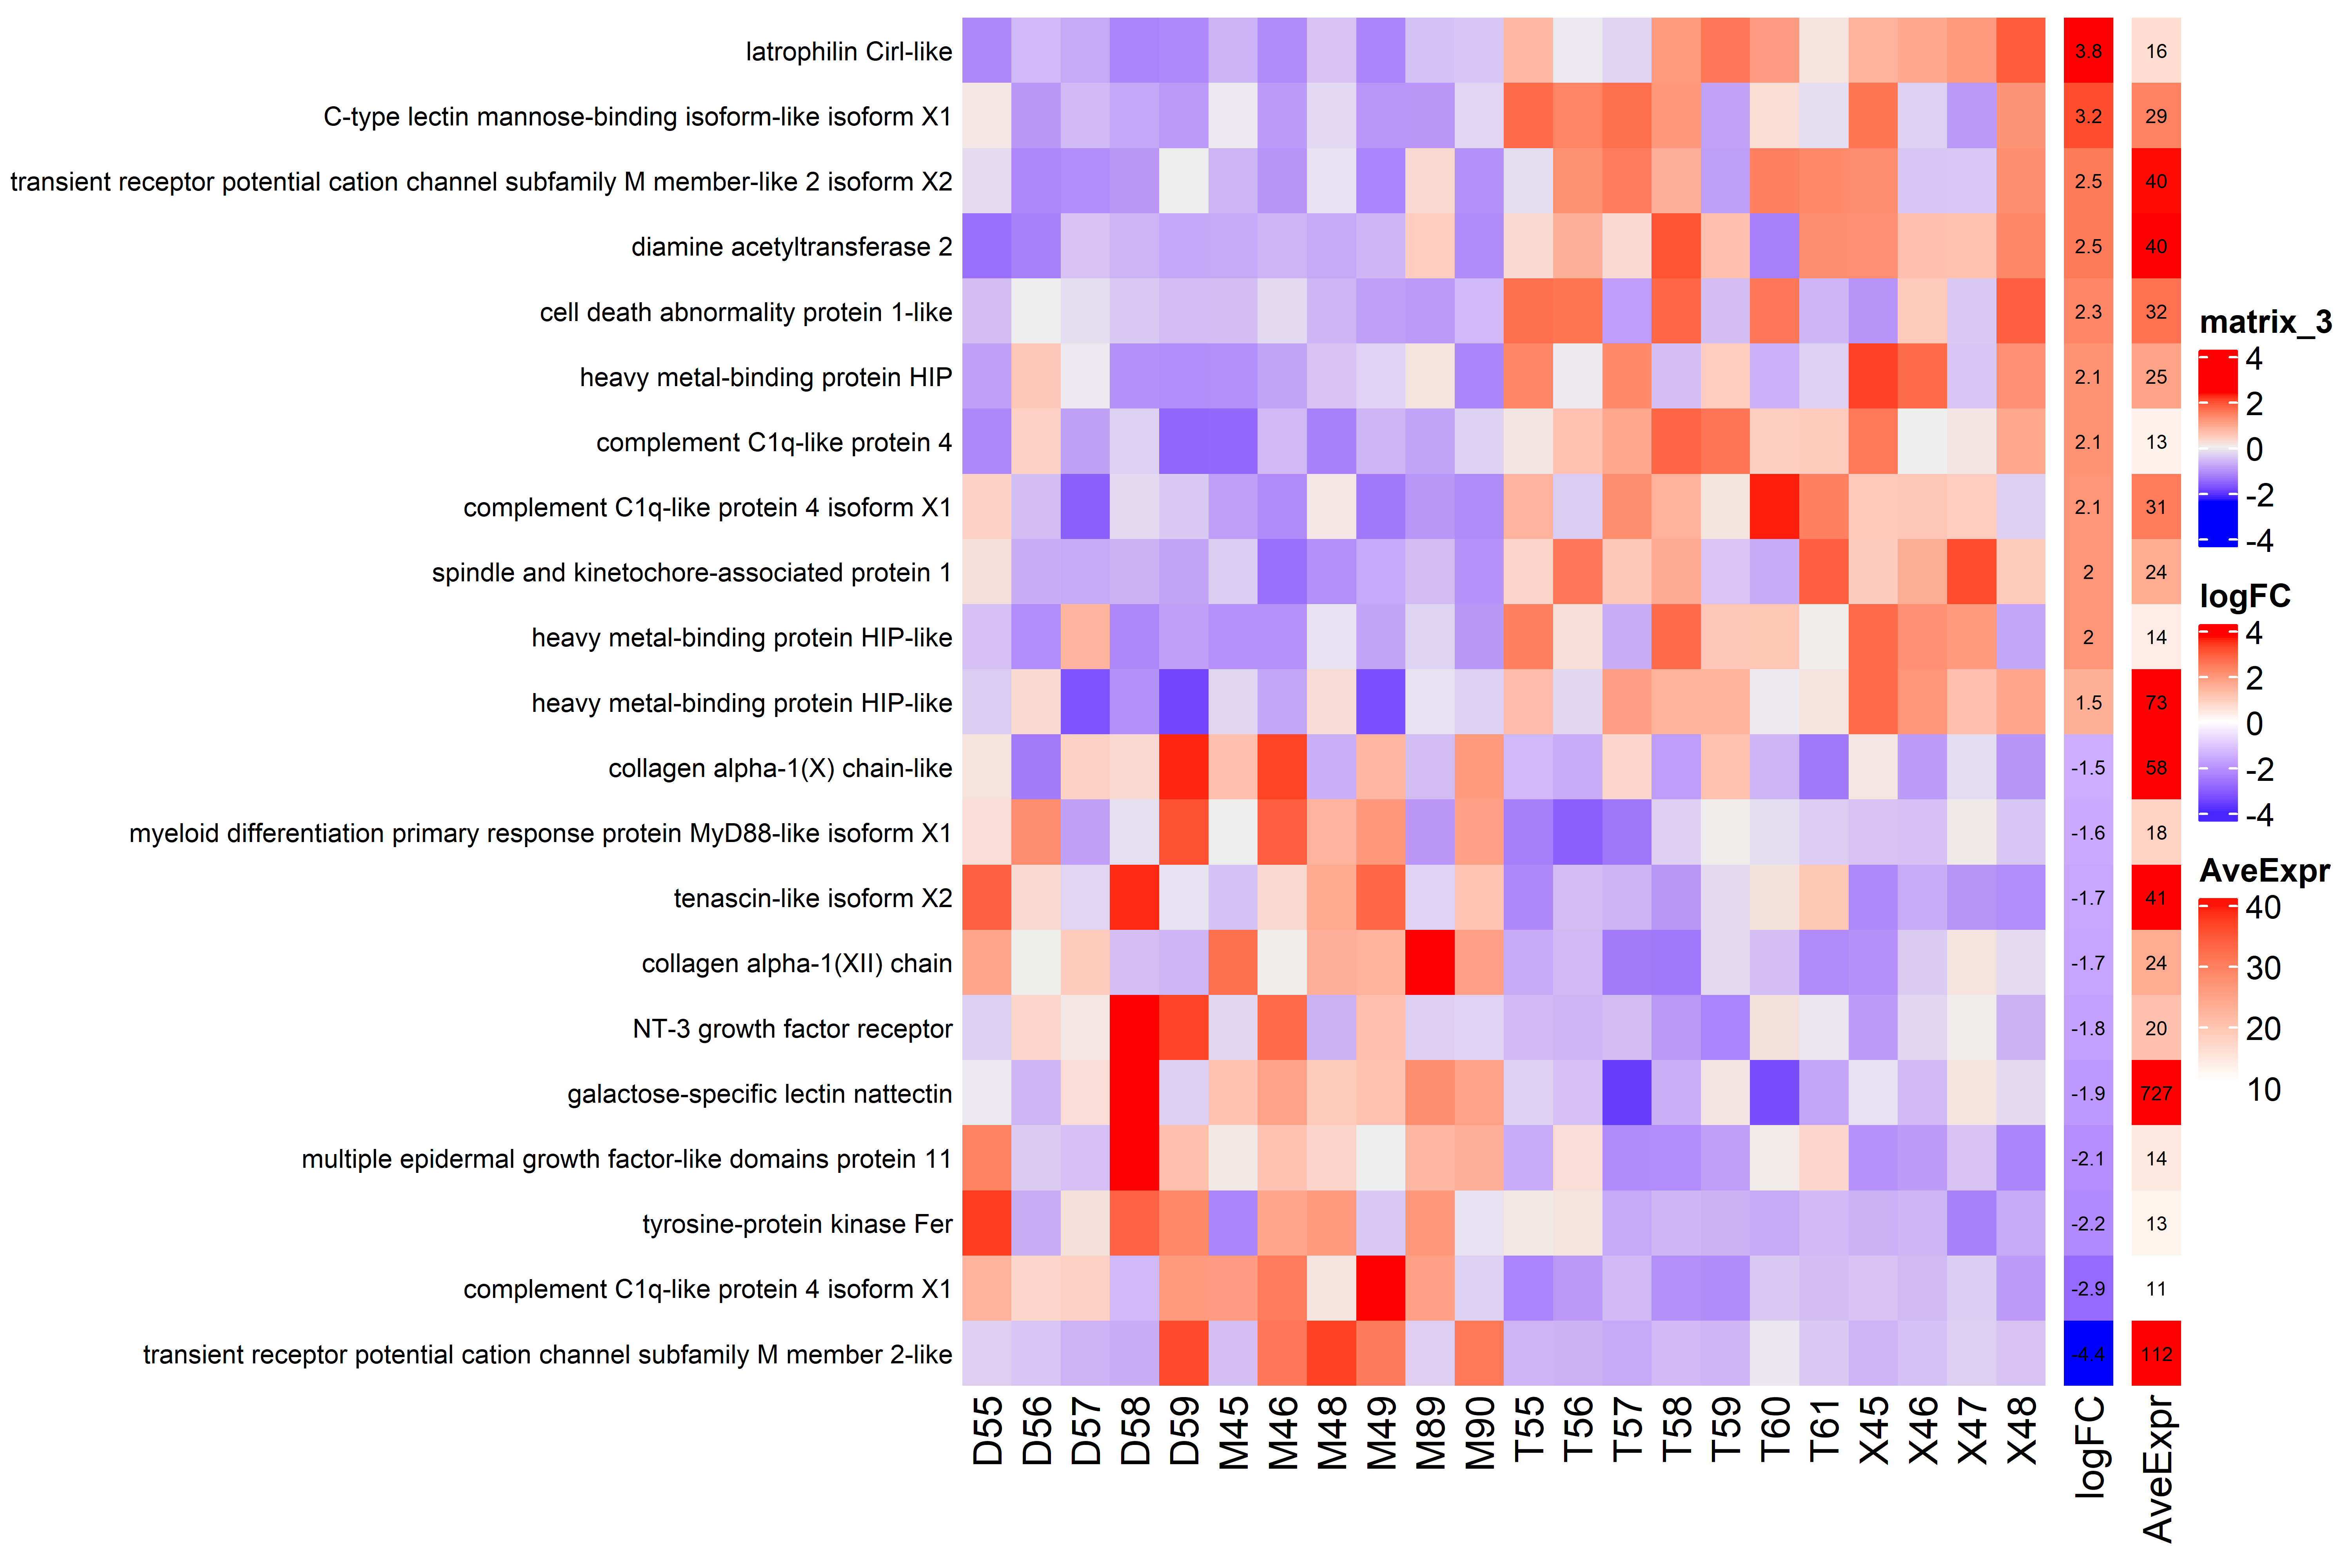 latrophilin Cirl-like 3.8 16
C-type lectin mannose-binding isoform-like isoform X1 3.2 29
transient receptor potential cation channel subfamily M member-like 2 isoform X2 2.5 40
diamine acetyltransferase 2 2.5 40
cell death abnormality protein 1-like 2.3 32
heavy metal-binding protein HIP 2.1 25
complement C1q-like protein 4 2.1 13
complement C1q-like protein 4 isoform X1 2.1 31
spindle and kinetochore-associated protein 1 2 24
heavy metal-binding protein HIP-like 2 14
heavy metal-binding protein HIP-like 1.5 73
collagen alpha-1(X) chain-like -1.5 58
myeloid differentiation primary response protein MyD88-like isoform X1 -1.6 18
tenascin-like isoform X2 -1.7 41
collagen alpha-1(XII) chain -1.7 24
NT-3 growth factor receptor -1.8 20
galactose-specific lectin nattectin -1.9 727
multiple epidermal growth factor-like domains protein 11 -2.1 14
tyrosine-protein kinase Fer -2.2 13
complement C1q-like protein 4 isoform X1 -2.9 11
transient receptor potential cation channel subfamily M member 2-like -4.4 112
D55 D56 D57 D58 D59 M45 M46 M48 M49 M89 M90 T55 T56 T57 T58 T59 T60 T61 X45 X46 X47 X48 logFC AveExpr
matrix_3
4
2
0
-2
-4
logFC
4
2
0
-2
-4
AveExpr
40
30
20
10